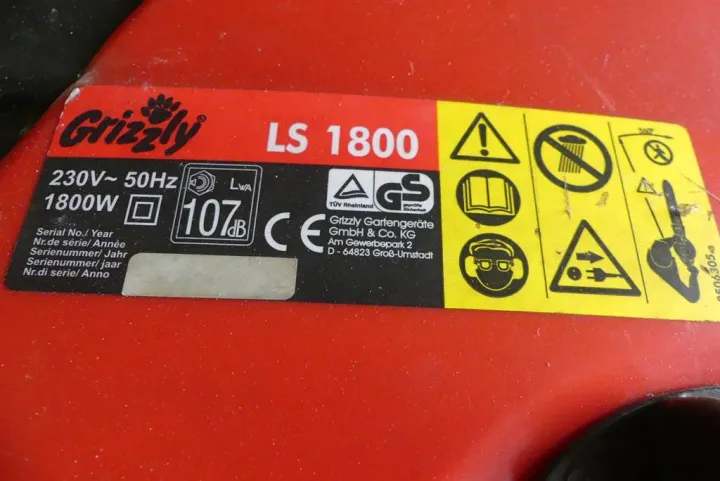 Grizzly®
LS 1800
230V~ 50Hz
1800W
LWA
107dB
Serial No./ Year
Nr.de série/ Année
Seriennummer/ Jahr
Serienummer/ jaar
Nr.di serie/ Anno
CE
TÜV Rheinland
GS
geprüfte
Sicherheit
Grizzly Gartengeräte
GmbH & Co. KG
Am Gewerbepark 2
D - 64823 Groß-Umstadt